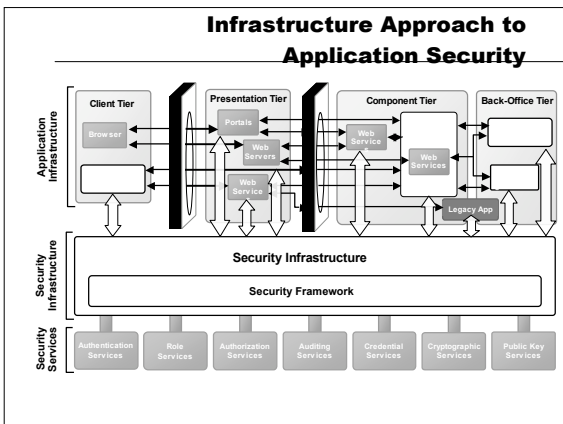 Infrastructure Approach to
Application Security
Application
Infrastructure
Client Tier
Browser
Presentation Tier
Portals
Web
Servers
Web
Service
Component Tier
Web
Service
s
Web
Services
Legacy App
Back-Office Tier
Security
Infrastructure
Security Infrastructure
Security Framework
Security
Services
Authentication
Services
Role
Services
Authorization
Services
Auditing
Services
Credential
Services
Cryptographic
Services
Public Key
Services